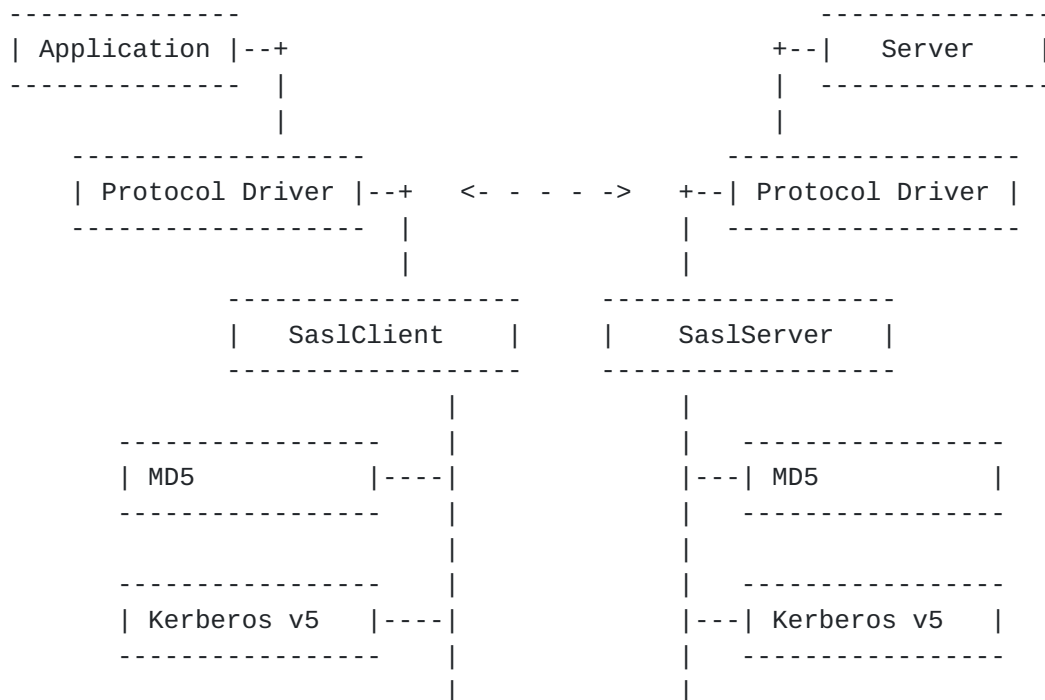 Application Server
Protocol Driver <- - - - -> Protocol Driver
SaslClient SaslServer
MD5 MD5
Kerberos v5 Kerberos v5